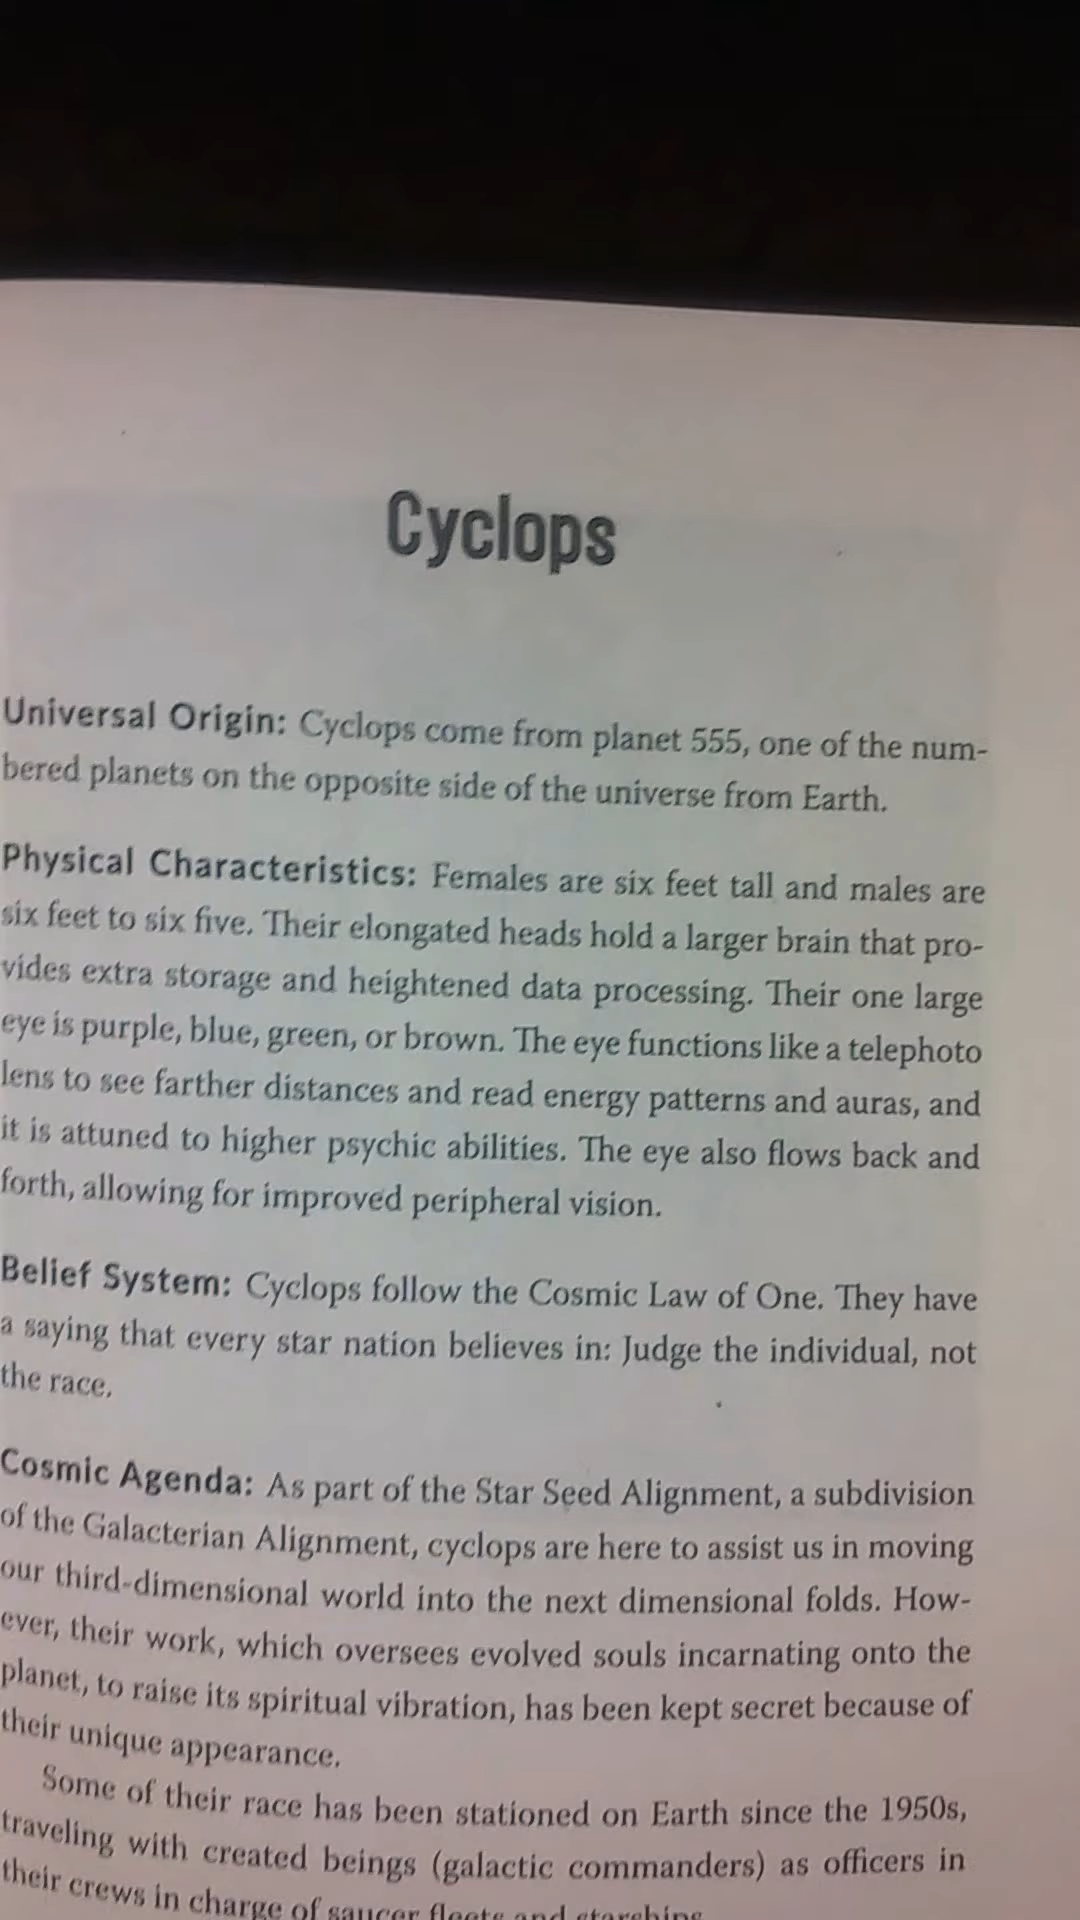 Cyclops
Universal Origin: Cyclops come from planet 555, one of the num-
bered planets on the opposite side of the universe from Earth.
Physical Characteristics: Females are six feet tall and males are
six feet to six five. Their elongated heads hold a larger brain that pro-
vides extra storage and heightened data processing. Their one large
eye is purple, blue, green, or brown. The eye functions like a telephoto
lens to see farther distances and read energy patterns and auras, and
it is attuned to higher psychic abilities. The eye also flows back and
forth, allowing for improved peripheral vision.
Belief System: Cyclops follow the Cosmic Law of One. They have
a saying that every star nation believes in: Judge the individual, not
the race.
Cosmic Agenda: As part of the Star Seed Alignment, a subdivision
of the Galacterian Alignment, cyclops are here to assist us in moving
our third-dimensional world into the next dimensional folds. How-
ever, their work, which oversees evolved souls incarnating onto the
planet, to raise its spiritual vibration, has been kept secret because of
their unique appearance.
Some of their race has been stationed on Earth since the 1950s,
traveling with created beings (galactic commanders) as officers in
their crews in charge of saucer fleets and starships.